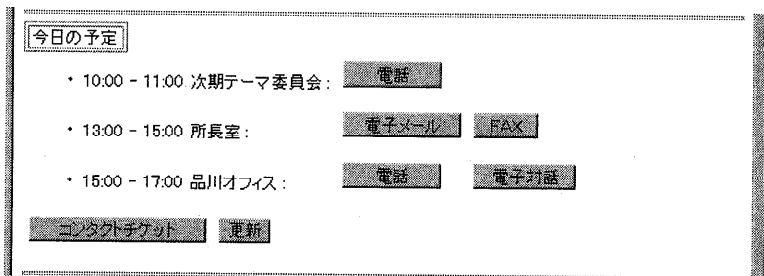 今日の予定
・ 10:00 - 11:00 次期テーマ委員会 : 電話
・ 13:00 - 15:00 所長室 : 電子メール FAX
・ 15:00 - 17:00 品川オフィス : 電話 電子対話
コンタクトチケット 更新